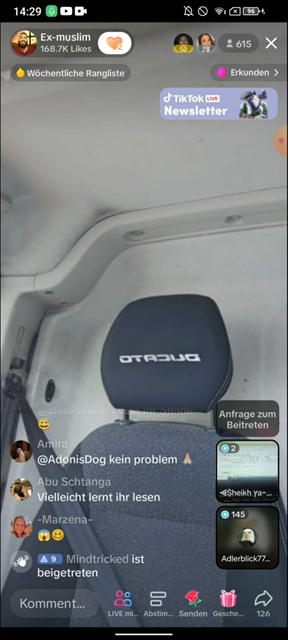 14:29
96
Ex-muslim
168.7K Likes
615
Wöchentliche Rangliste
Erkunden >
TikTok LIVE
Newsletter
DUCATO
Anfrage zum
Beitreten
Amira
@AdonisDog kein problem 🙏🏼
2
Abu Schtanga
Vielleicht lernt ihr lesen
-Marzena-
😱🥴
145
Adlerblick77...
9 Mindtricked ist
beigetreten
Komment...
LIVE mi...
Abstim...
Senden
Gesche...
126